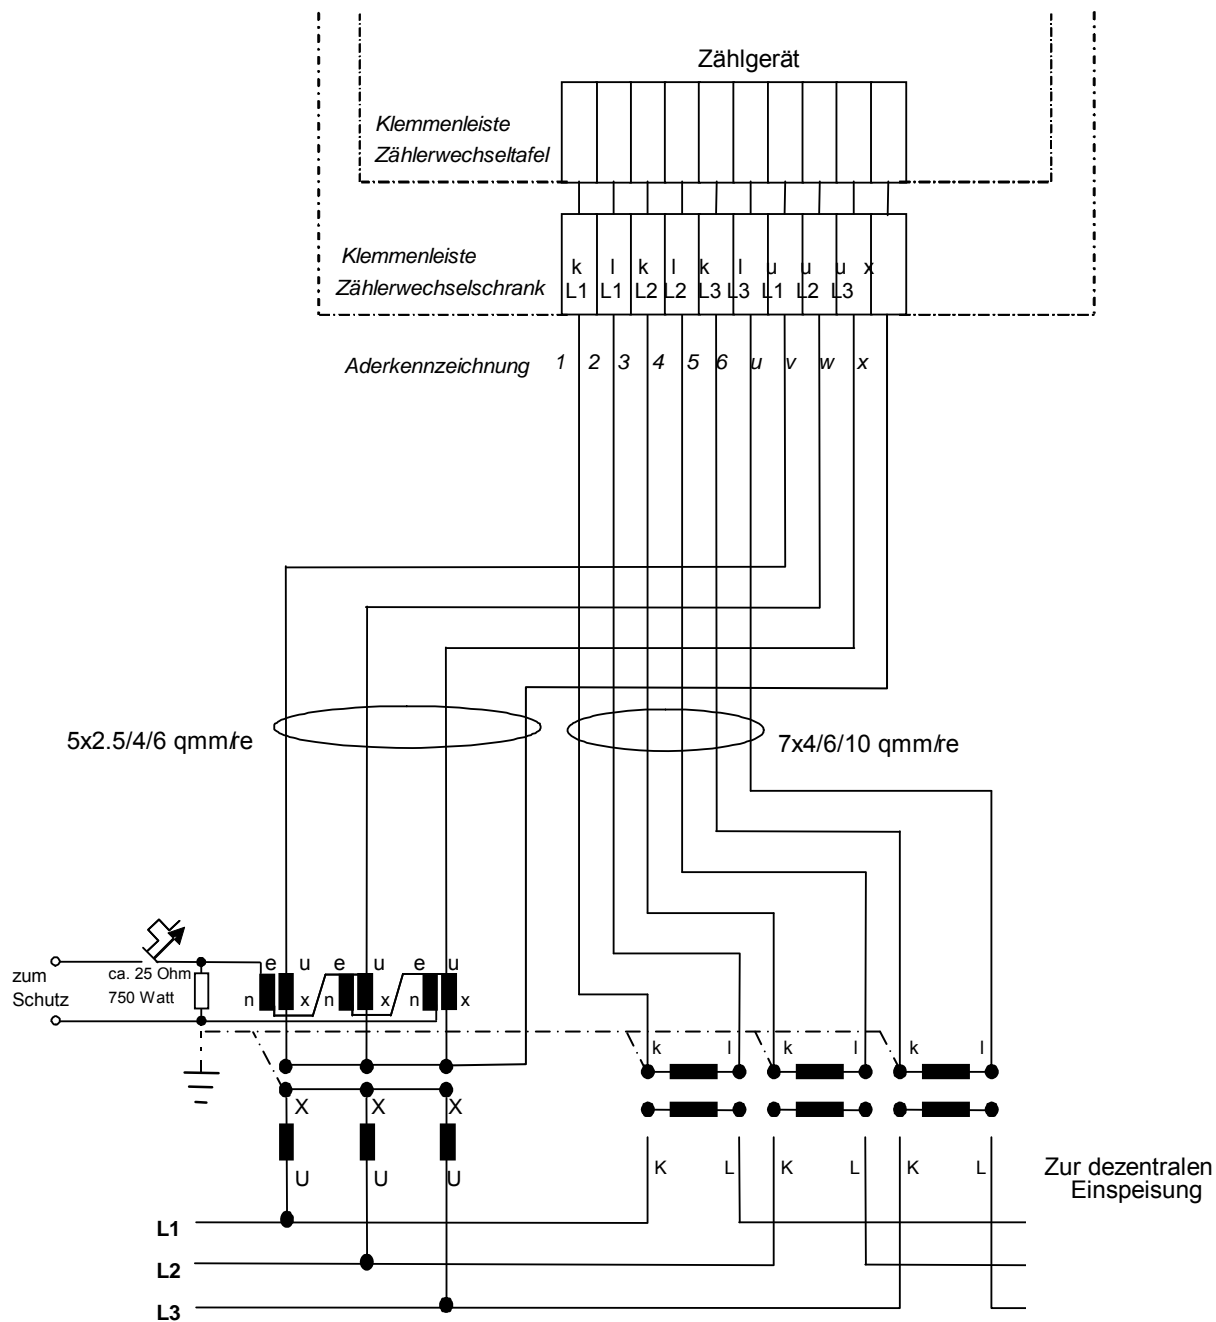 Zählgerät
Klemmenleiste
Zählerwechseltafel
Klemmenleiste
Zählerwechselschrank
k l k l k l u u u x
L1 L1 L2 L2 L3 L3 L1 L2 L3
Aderkennzeichnung 1 2 3 4 5 6 u v w x
5x2.5/4/6 qmm/re
7x4/6/10 qmm/re
zum
Schutz
ca. 25 Ohm
750 Watt
e u e u e u
n x n x n x
k l k l k l
X X X
U U U
K L K L K L
Zur dezentralen
Einspeisung
L1
L2
L3